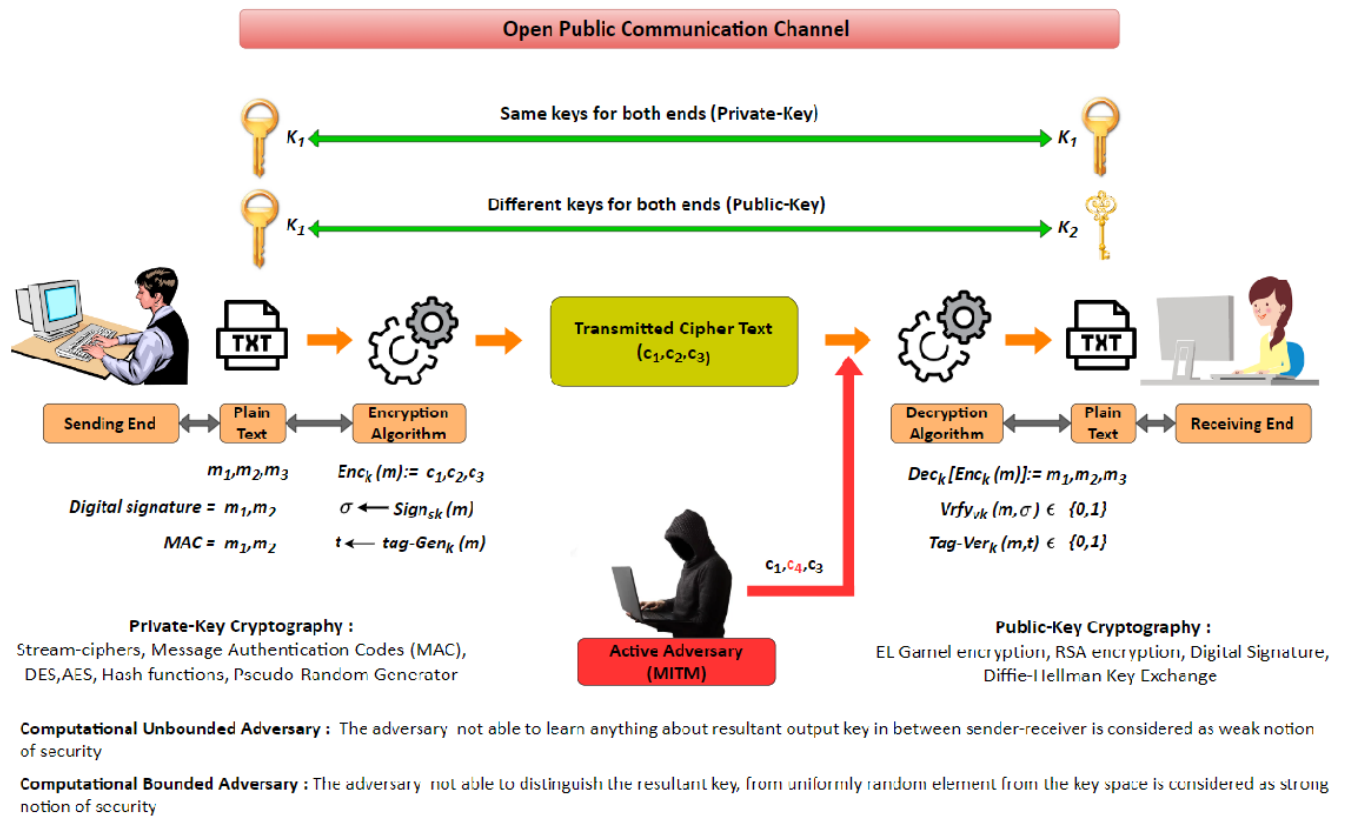 Open Public Communication Channel
Same keys for both ends (Private-Key)
K1 K1
Different keys for both ends (Public-Key)
K1 K2
TXT
Transmitted Cipher Text
(c1,c2,c3)
TXT
Sending End
Plain
Text
Encryption
Algorithm
Decryption
Algorithm
Plain
Text
Receiving End
m1,m2,m3
Enck (m):= c1,c2,c3
Deck [Enck (m)]:= m1,m2,m3
Digital signature = m1,m2
σ ← Signsk (m)
Vrfyvk (m,σ) ϵ {0,1}
MAC = m1,m2
t ← tag-Genk (m)
Tag-Verk (m,t) ϵ {0,1}
c1,c4,c3
Active Adversary
(MITM)
Private-Key Cryptography :
Stream-ciphers, Message Authentication Codes (MAC),
DES,AES, Hash functions, Pseudo-Random Generator
Public-Key Cryptography :
EL Gamel encryption, RSA encryption, Digital Signature,
Diffie-Hellman Key Exchange
Computational Unbounded Adversary : The adversary not able to learn anything about resultant output key in between sender-receiver is considered as weak notion
of security
Computational Bounded Adversary : The adversary not able to distinguish the resultant key, from uniformly random element from the key space is considered as strong
notion of security